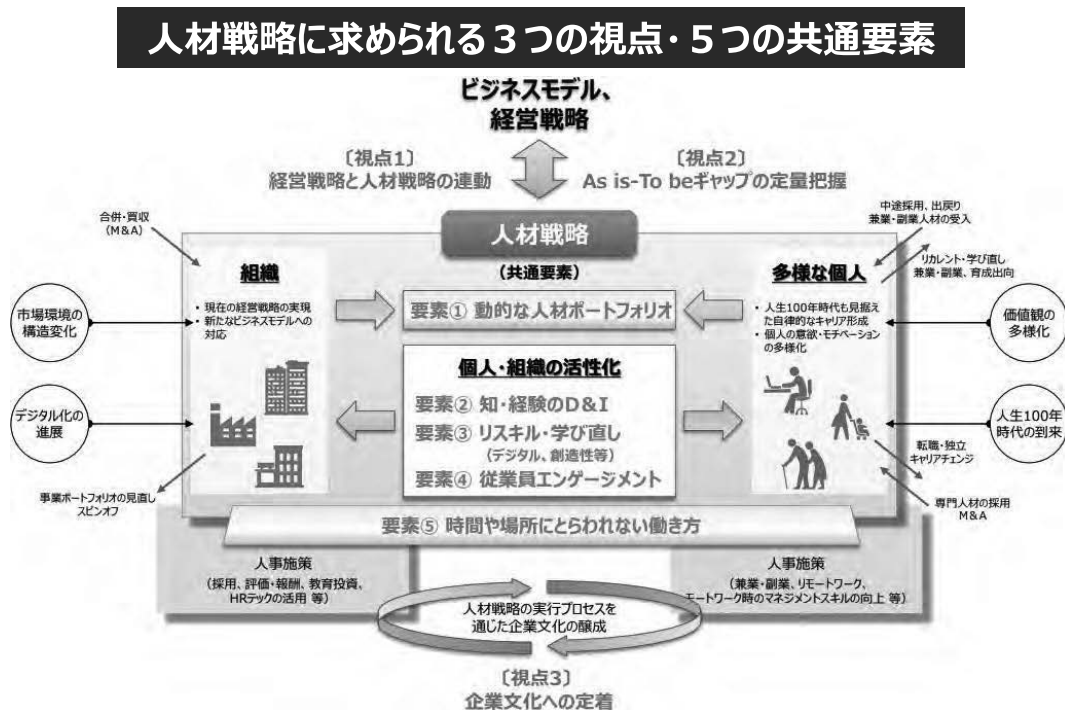 人材戦略に求められる３つの視点・５つの共通要素
ビジネスモデル、
経営戦略
〔視点1〕
経営戦略と人材戦略の連動
〔視点2〕
As is-To beギャップの定量把握
合併・買収
（M&A）
中途採用、出戻り
兼業・副業人材の受入
リカレント・学び直し
兼業・副業、育成出向
人材戦略
（共通要素）
組織
・ 現在の経営戦略の実現
・ 新たなビジネスモデルへの
対応
要素① 動的な人材ポートフォリオ
多様な個人
・ 人生100年時代も見据え
た自律的なキャリア形成
・ 個人の意欲・モチベーション
の多様化
市場環境の
構造変化
デジタル化の
進展
価値観の
多様化
人生100年
時代の到来
個人・組織の活性化
要素② 知・経験のD&I
要素③ リスキル・学び直し
（デジタル、創造性等）
要素④ 従業員エンゲージメント
事業ポートフォリオの見直し
スピンオフ
転職・独立
キャリアチェンジ
専門人材の採用
M&A
要素⑤ 時間や場所にとらわれない働き方
人事施策
（採用、評価・報酬、教育投資、
HRテックの活用 等）
人事施策
（兼業・副業、リモートワーク、
モートワーク時のマネジメントスキルの向上 等）
人材戦略の実行プロセスを
通じた企業文化の醸成
〔視点3〕
企業文化への定着